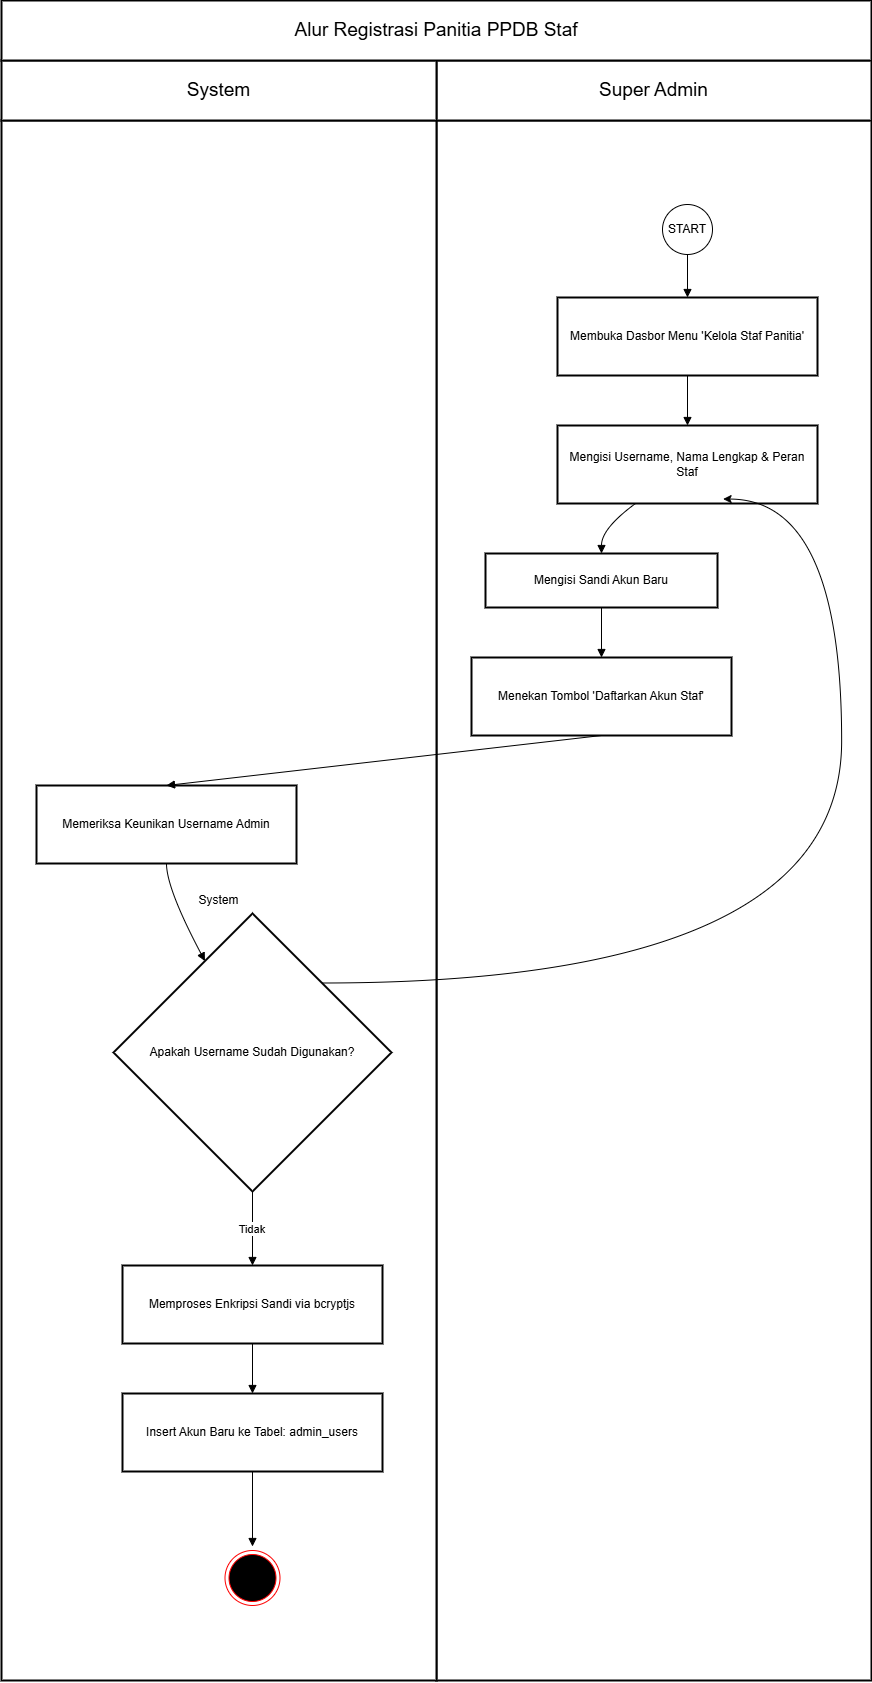 Alur Registrasi Panitia PPDB Staf
System
Super Admin
START
Membuka Dasbor Menu 'Kelola Staf Panitia'
Mengisi Username, Nama Lengkap & Peran
Staf
Mengisi Sandi Akun Baru
Menekan Tombol 'Daftarkan Akun Staf'
Memeriksa Keunikan Username Admin
System
Apakah Username Sudah Digunakan?
Tidak
Memproses Enkripsi Sandi via bcryptjs
Insert Akun Baru ke Tabel: admin_users